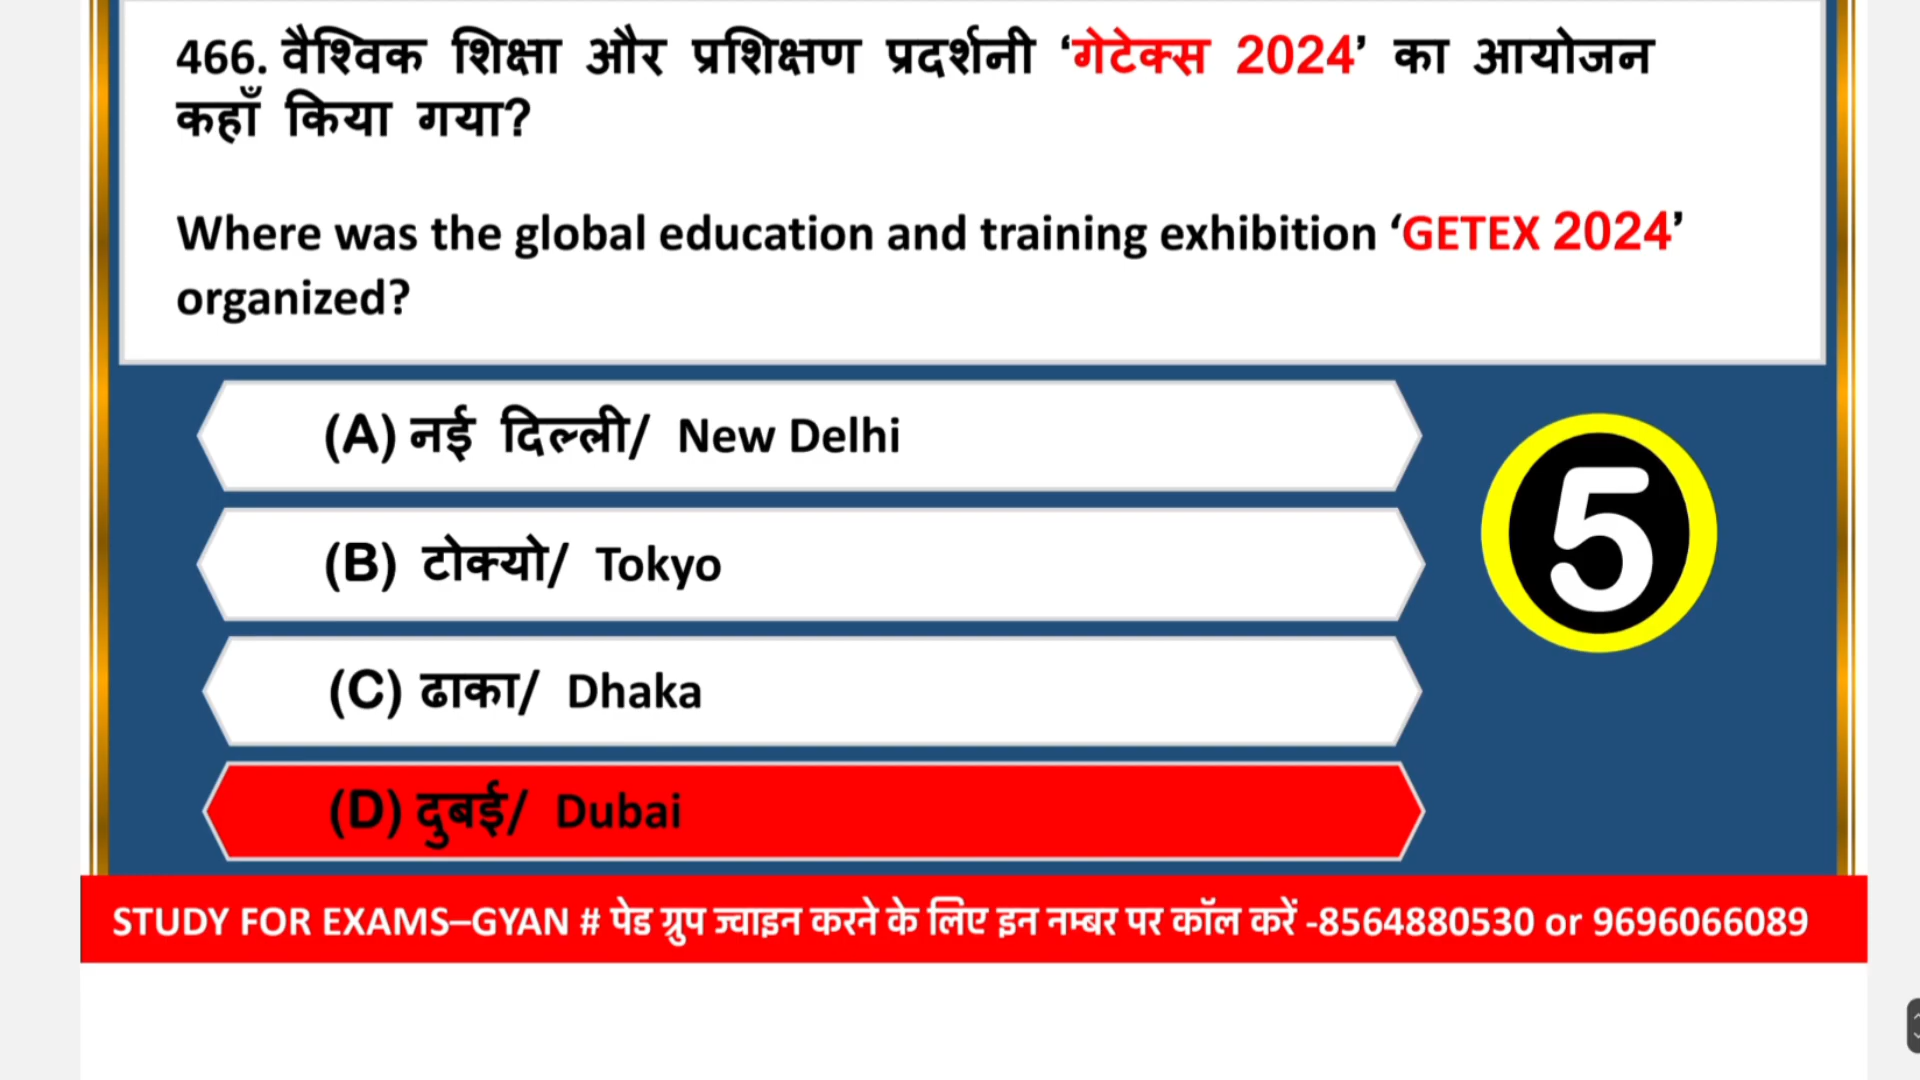 466. वैश्विक शिक्षा और प्रशिक्षण प्रदर्शनी ‘गेटेक्स 2024’ का आयोजन
कहाँ किया गया?
Where was the global education and training exhibition ‘GETEX 2024’
organized?
(A) नई दिल्ली/ New Delhi
(B) टोक्यो/ Tokyo
(C) ढाका/ Dhaka
(D) दुबई/ Dubai
5
STUDY FOR EXAMS–GYAN # पेड ग्रुप ज्वाइन करने के लिए इन नम्बर पर कॉल करें -8564880530 or 9696066089